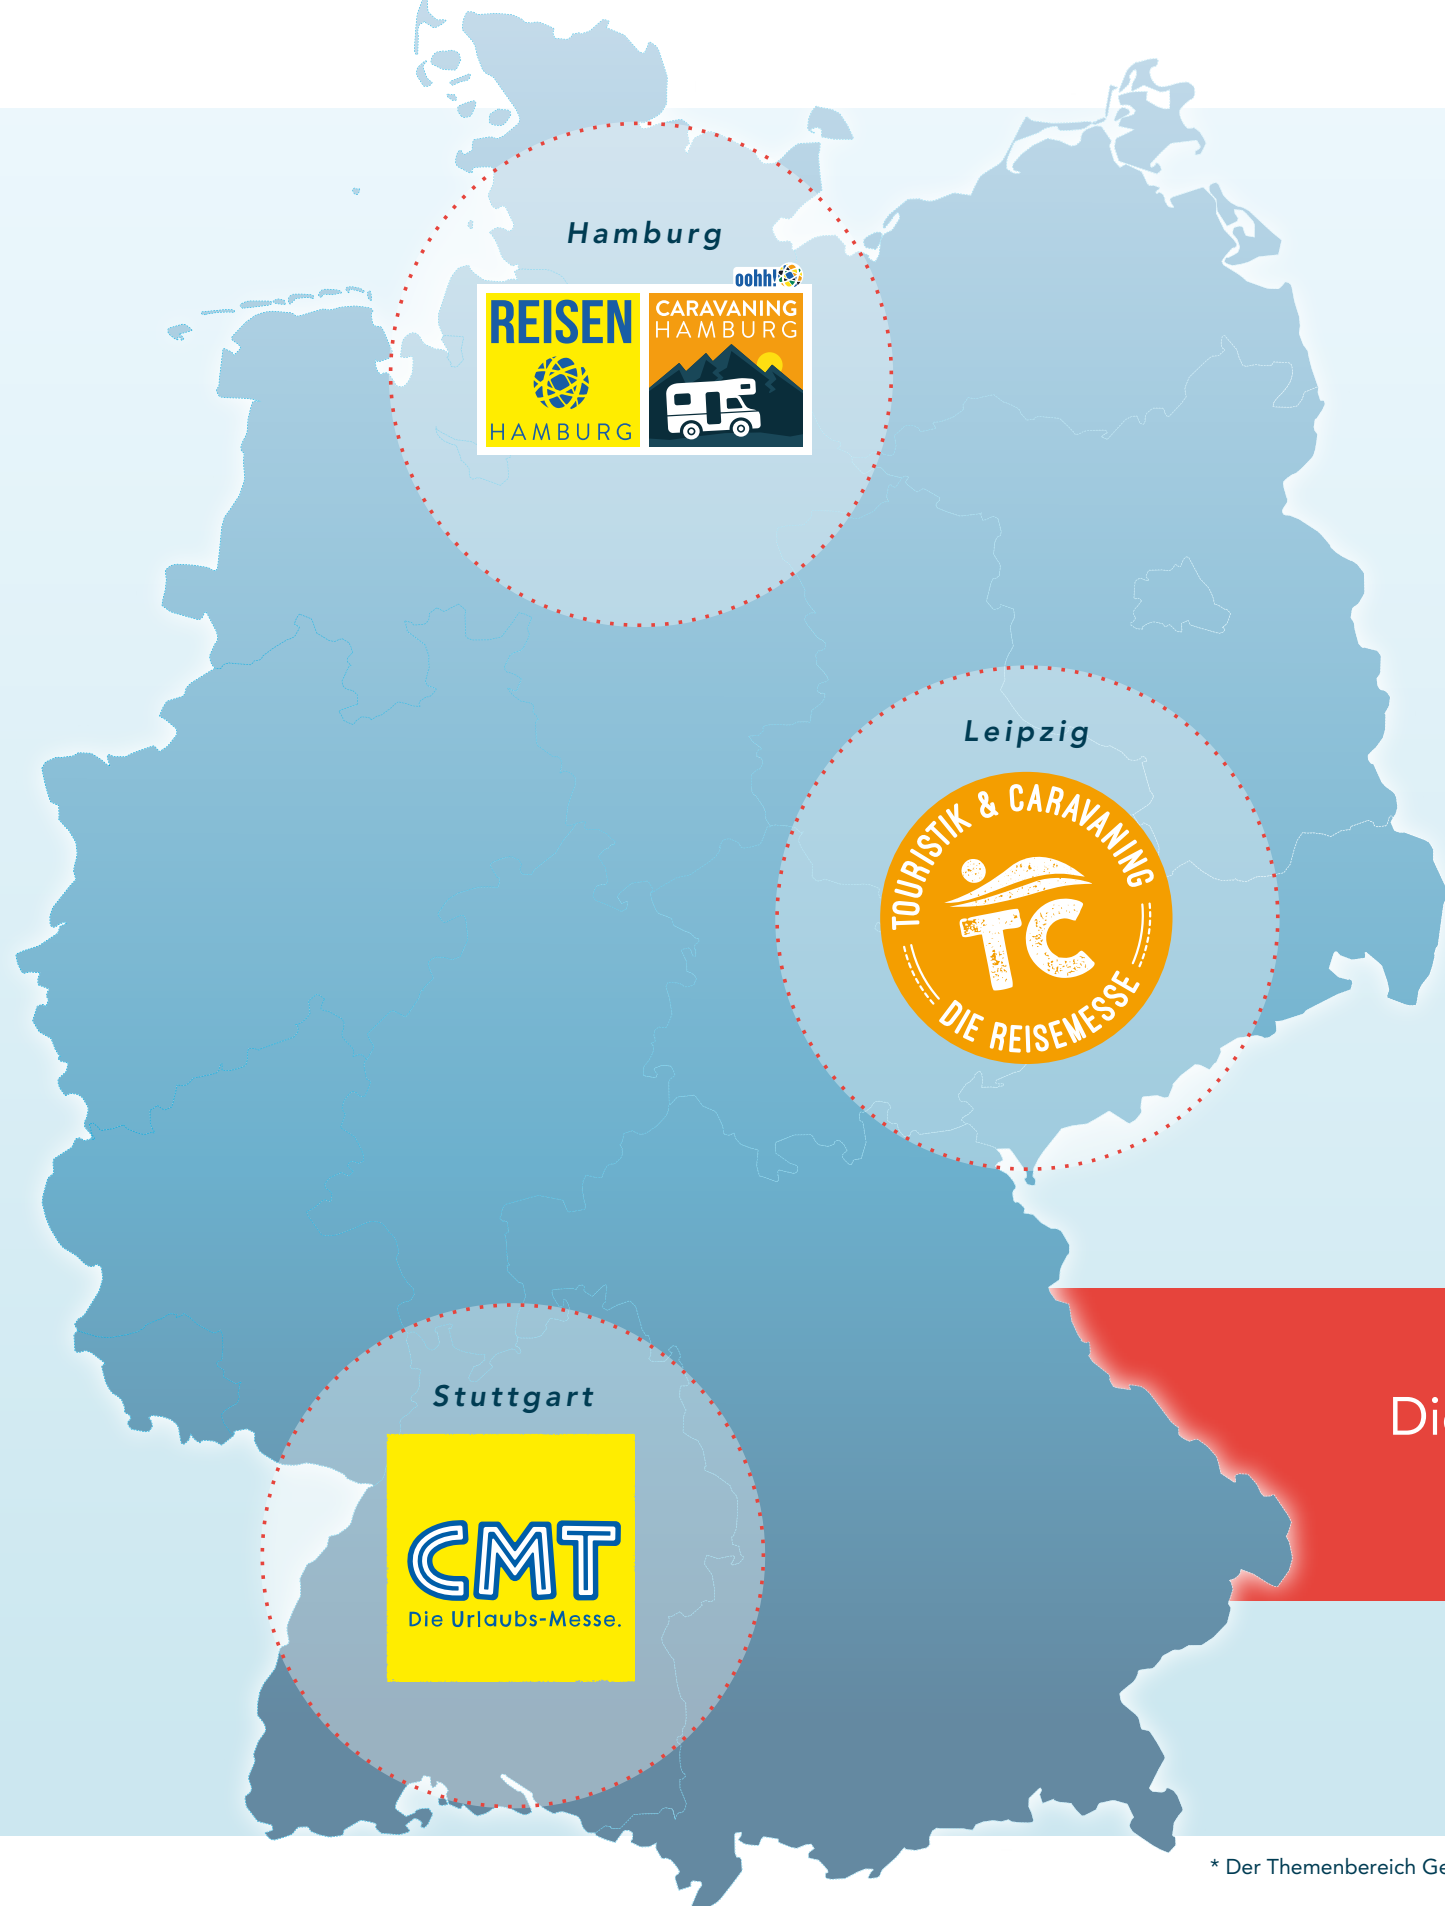 Hamburg
oohh!
REISEN
HAMBURG
CARAVANING
HAMBURG
Leipzig
TOURISTIK & CARAVANING
TC
DIE REISEMESSE
Stuttgart
CMT
Die Urlaubs-Messe.
* Der Themenbereich